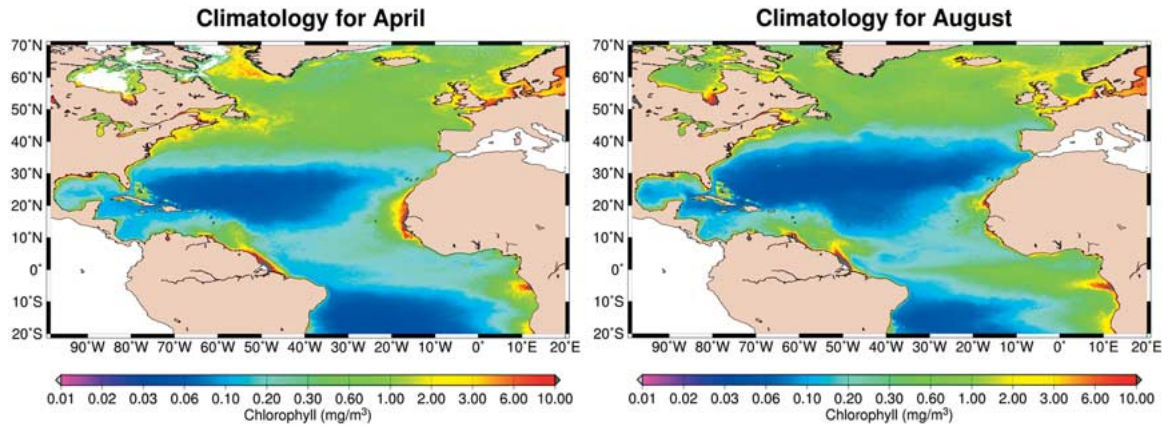 Climatology for April
70°N
60°N
50°N
40°N
30°N
20°N
10°N
0°
10°S
20°S
90°W 80°W 70°W 60°W 50°W 40°W 30°W 20°W 10°W 0° 10°E 20°E
0.01 0.02 0.03 0.06 0.10 0.20 0.30 0.60 1.00 2.00 3.00 6.00 10.00
Chlorophyll (mg/m³)
Climatology for August
70°N
60°N
50°N
40°N
30°N
20°N
10°N
0°
10°S
20°S
90°W 80°W 70°W 60°W 50°W 40°W 30°W 20°W 10°W 0° 10°E 20°E
0.01 0.02 0.03 0.06 0.10 0.20 0.30 0.60 1.00 2.00 3.00 6.00 10.00
Chlorophyll (mg/m³)